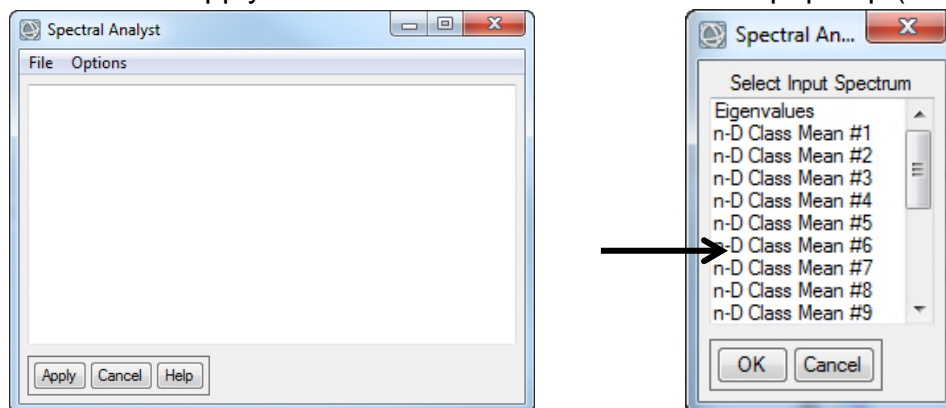 Spectral Analyst
File Options
Apply Cancel Help
Spectral An...
Select Input Spectrum
Eigenvalues
n-D Class Mean #1
n-D Class Mean #2
n-D Class Mean #3
n-D Class Mean #4
n-D Class Mean #5
n-D Class Mean #6
n-D Class Mean #7
n-D Class Mean #8
n-D Class Mean #9
OK Cancel